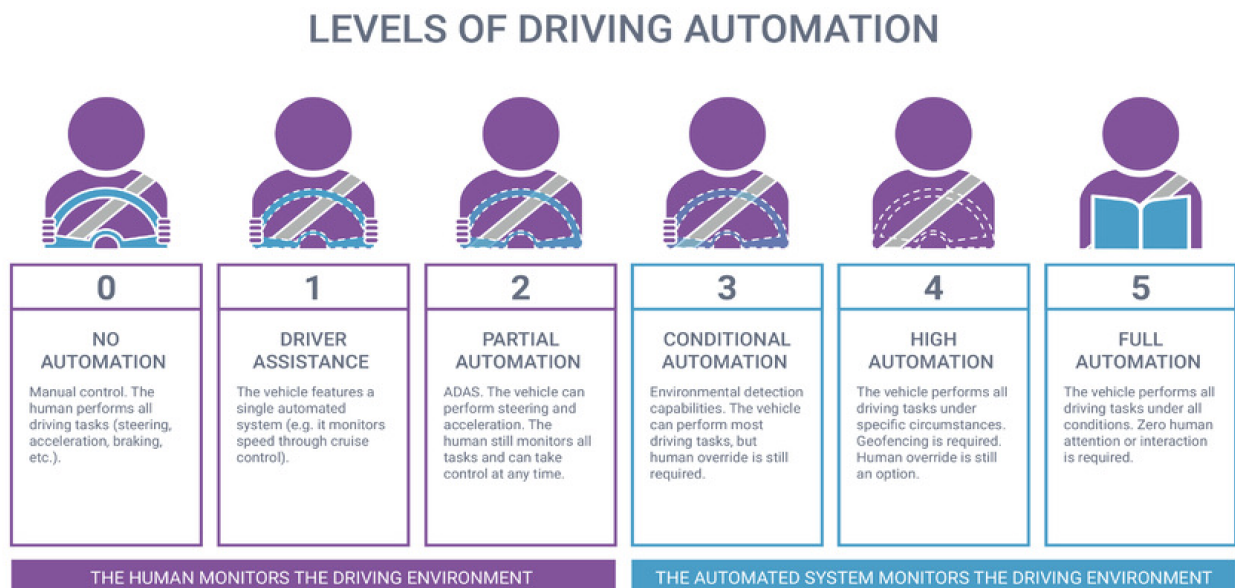 LEVELS OF DRIVING AUTOMATION
0
NO
AUTOMATION
Manual control. The
human performs all
driving tasks (steering,
acceleration, braking,
etc.).
1
DRIVER
ASSISTANCE
The vehicle features a
single automated
system (e.g. it monitors
speed through cruise
control).
2
PARTIAL
AUTOMATION
ADAS. The vehicle can
perform steering and
acceleration. The
human still monitors all
tasks and can take
control at any time.
3
CONDITIONAL
AUTOMATION
Environmental detection
capabilities. The vehicle
can perform most
driving tasks, but
human override is still
required.
4
HIGH
AUTOMATION
The vehicle performs all
driving tasks under
specific circumstances.
Geofencing is required.
Human override is still
an option.
5
FULL
AUTOMATION
The vehicle performs all
driving tasks under all
conditions. Zero human
attention or interaction
is required.
THE HUMAN MONITORS THE DRIVING ENVIRONMENT
THE AUTOMATED SYSTEM MONITORS THE DRIVING ENVIRONMENT